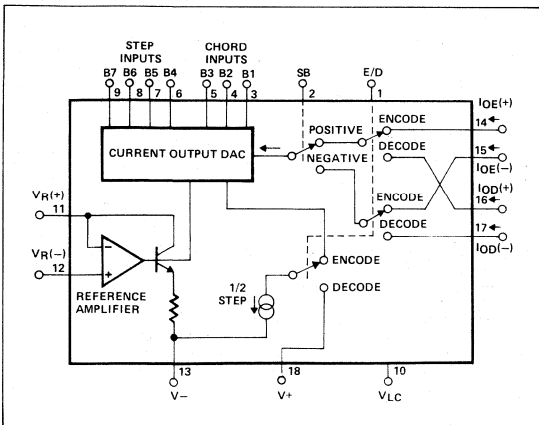 STEP INPUTS
CHORD INPUTS
B7 B6 B5 B4 B3 B2 B1 SB E/D
9 8 7 6 5 4 3 2 1
CURRENT OUTPUT DAC
POSITIVE
NEGATIVE
ENCODE
DECODE
ENCODE
DECODE
IOE(+)
14
15
IOE(-)
IOD(+)
16
17
IOD(-)
VR(+)
11
VR(-)
12
REFERENCE AMPLIFIER
1/2 STEP
ENCODE
DECODE
13 18 10
V- V+ VLC